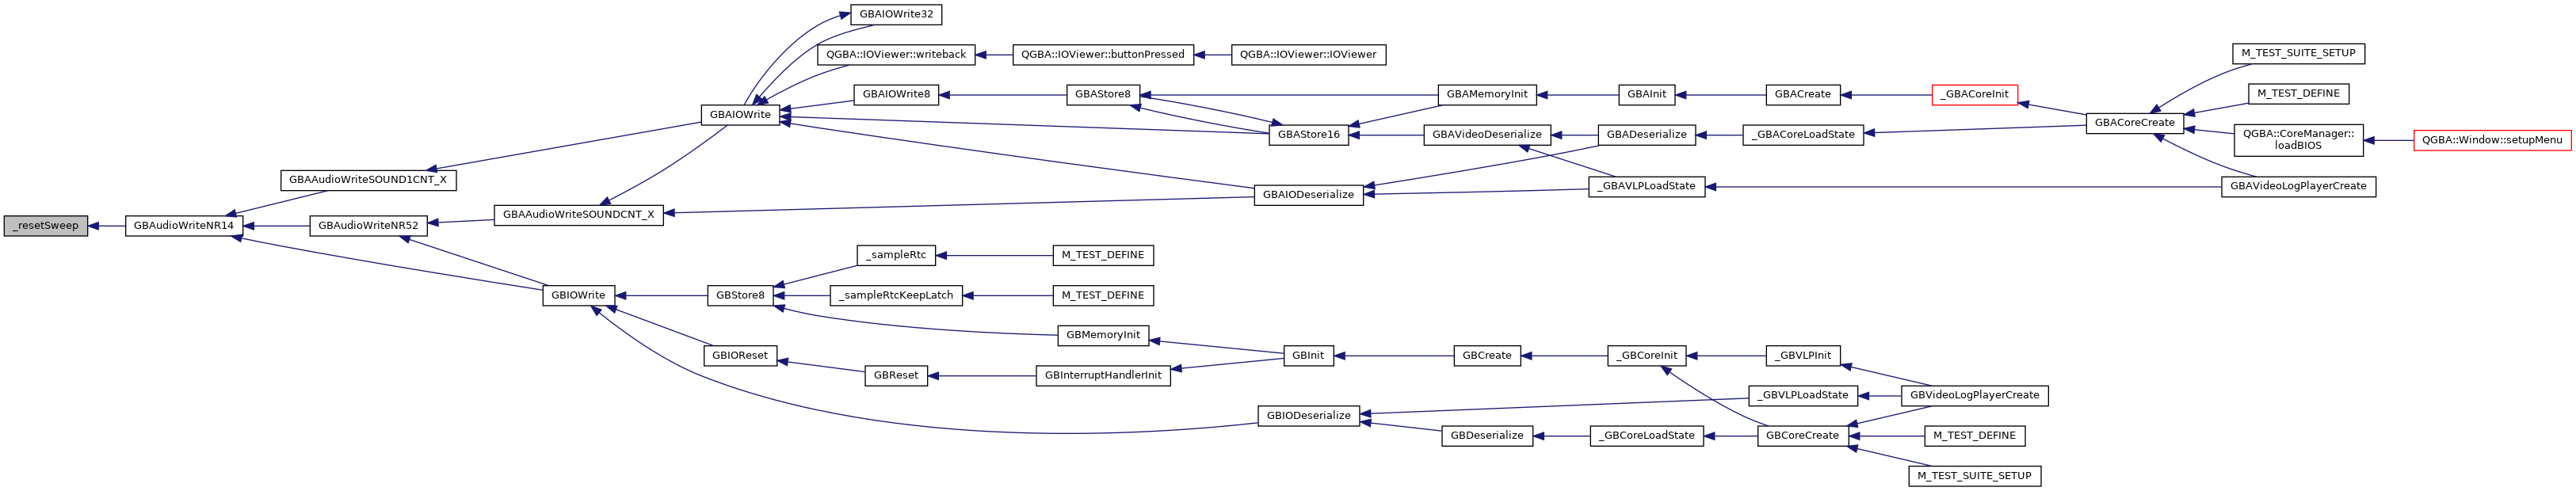 GBAIOWrite32
QGBA::IOViewer::writeback
QGBA::IOViewer::buttonPressed
QGBA::IOViewer::IOViewer
M_TEST_SUITE_SETUP
GBAIOWrite8
GBAStore8
GBAMemoryInit
GBAInit
GBACreate
_GBACoreInit
M_TEST_DEFINE
GBAIOWrite
GBAStore16
GBAVideoDeserialize
GBADeserialize
_GBACoreLoadState
GBACoreCreate
QGBA::CoreManager::
loadBIOS
QGBA::Window::setupMenu
GBAAudioWriteSOUND1CNT_X
GBAIODeserialize
_GBAVLPLoadState
GBAVideoLogPlayerCreate
_resetSweep
GBAudioWriteNR14
GBAudioWriteNR52
GBAAudioWriteSOUNDCNT_X
_sampleRtc
M_TEST_DEFINE
GBIOWrite
GBStore8
_sampleRtcKeepLatch
M_TEST_DEFINE
GBMemoryInit
GBIOReset
GBReset
GBInterruptHandlerInit
GBInit
GBCreate
_GBCoreInit
_GBVLPInit
GBIODeserialize
_GBVLPLoadState
GBVideoLogPlayerCreate
GBDeserialize
_GBCoreLoadState
GBCoreCreate
M_TEST_DEFINE
M_TEST_SUITE_SETUP